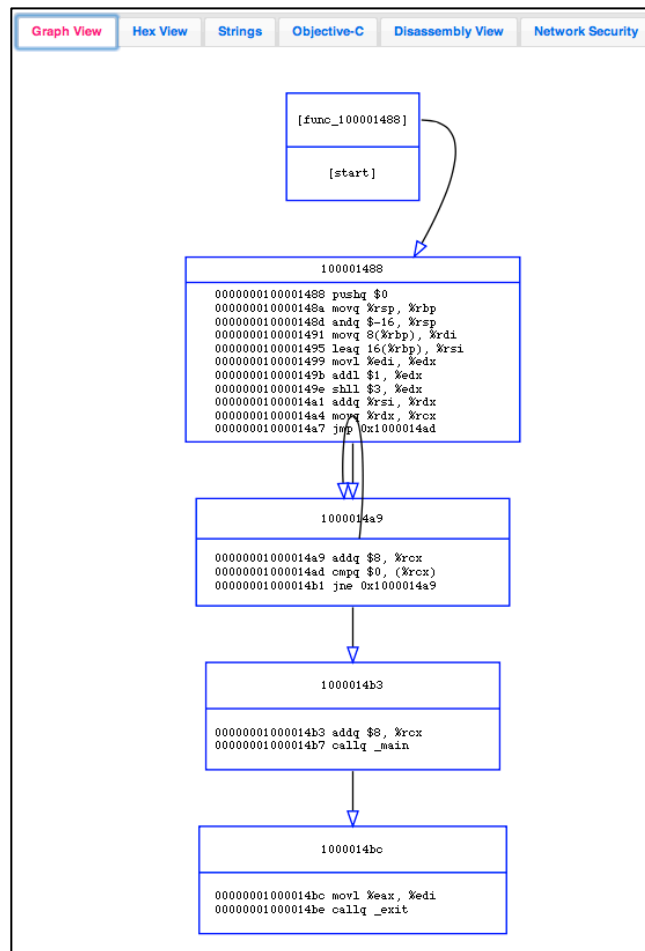 Graph View Hex View Strings Objective-C Disassembly View Network Security
[func_100001488]
[start]
100001488
0000000100001488 pushq $0
000000010000148a movq %rsp, %rbp
000000010000148d andq $-16, %rsp
0000000100001491 movq 8(%rbp), %rdi
0000000100001495 leaq 16(%rbp), %rsi
0000000100001499 movl %edi, %edx
000000010000149b addl $1, %edx
000000010000149e shll $3, %edx
00000001000014a1 addq %rsi, %rdx
00000001000014a4 movq %rdx, %rcx
00000001000014a7 jmp 0x1000014ad
1000014a9
00000001000014a9 addq $8, %rcx
00000001000014ad cmpq $0, (%rcx)
00000001000014b1 jne 0x1000014a9
1000014b3
00000001000014b3 addq $8, %rcx
00000001000014b7 callq _main
1000014bc
00000001000014bc movl %eax, %edi
00000001000014be callq _exit